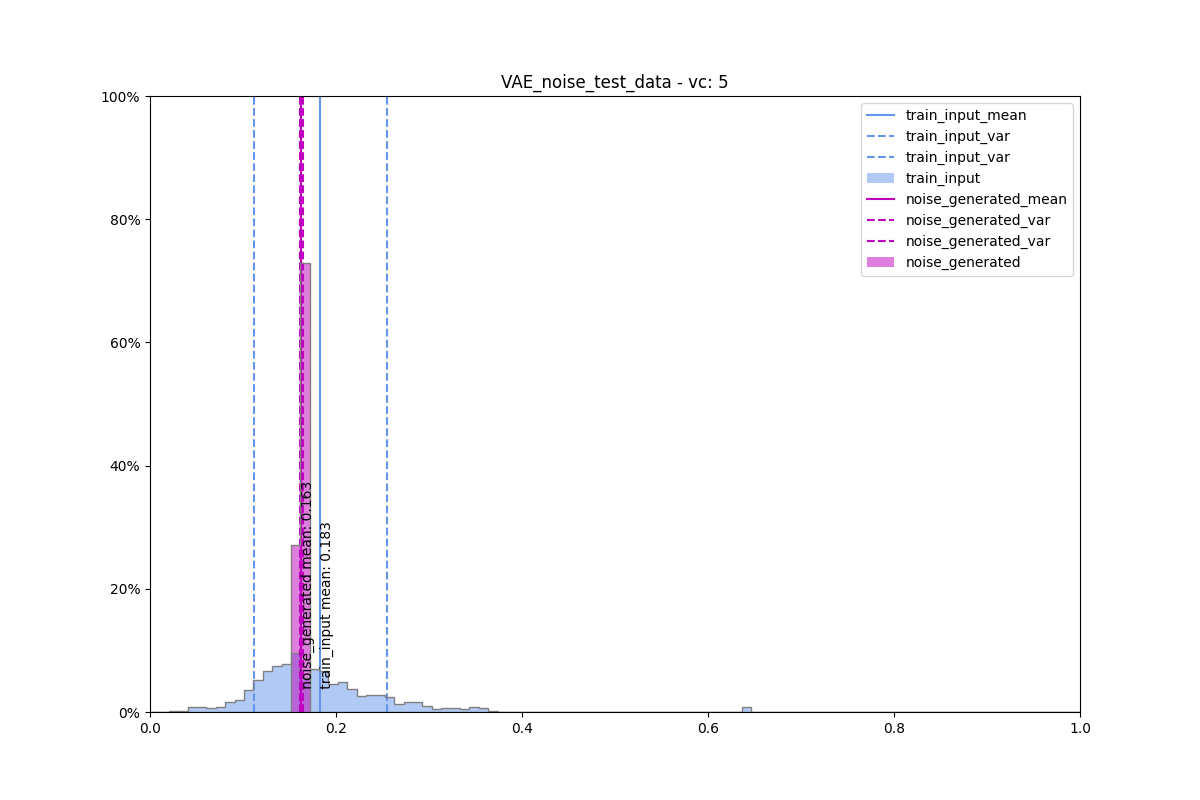 VAE_noise_test_data - vc: 5
100%
80%
60%
40%
20%
0%
0.0
0.2
0.4
0.6
0.8
1.0
train_input_mean
train_input_var
train_input_var
train_input
noise_generated_mean
noise_generated_var
noise_generated_var
noise_generated
noise_generated mean: 0.163
train_input mean: 0.183